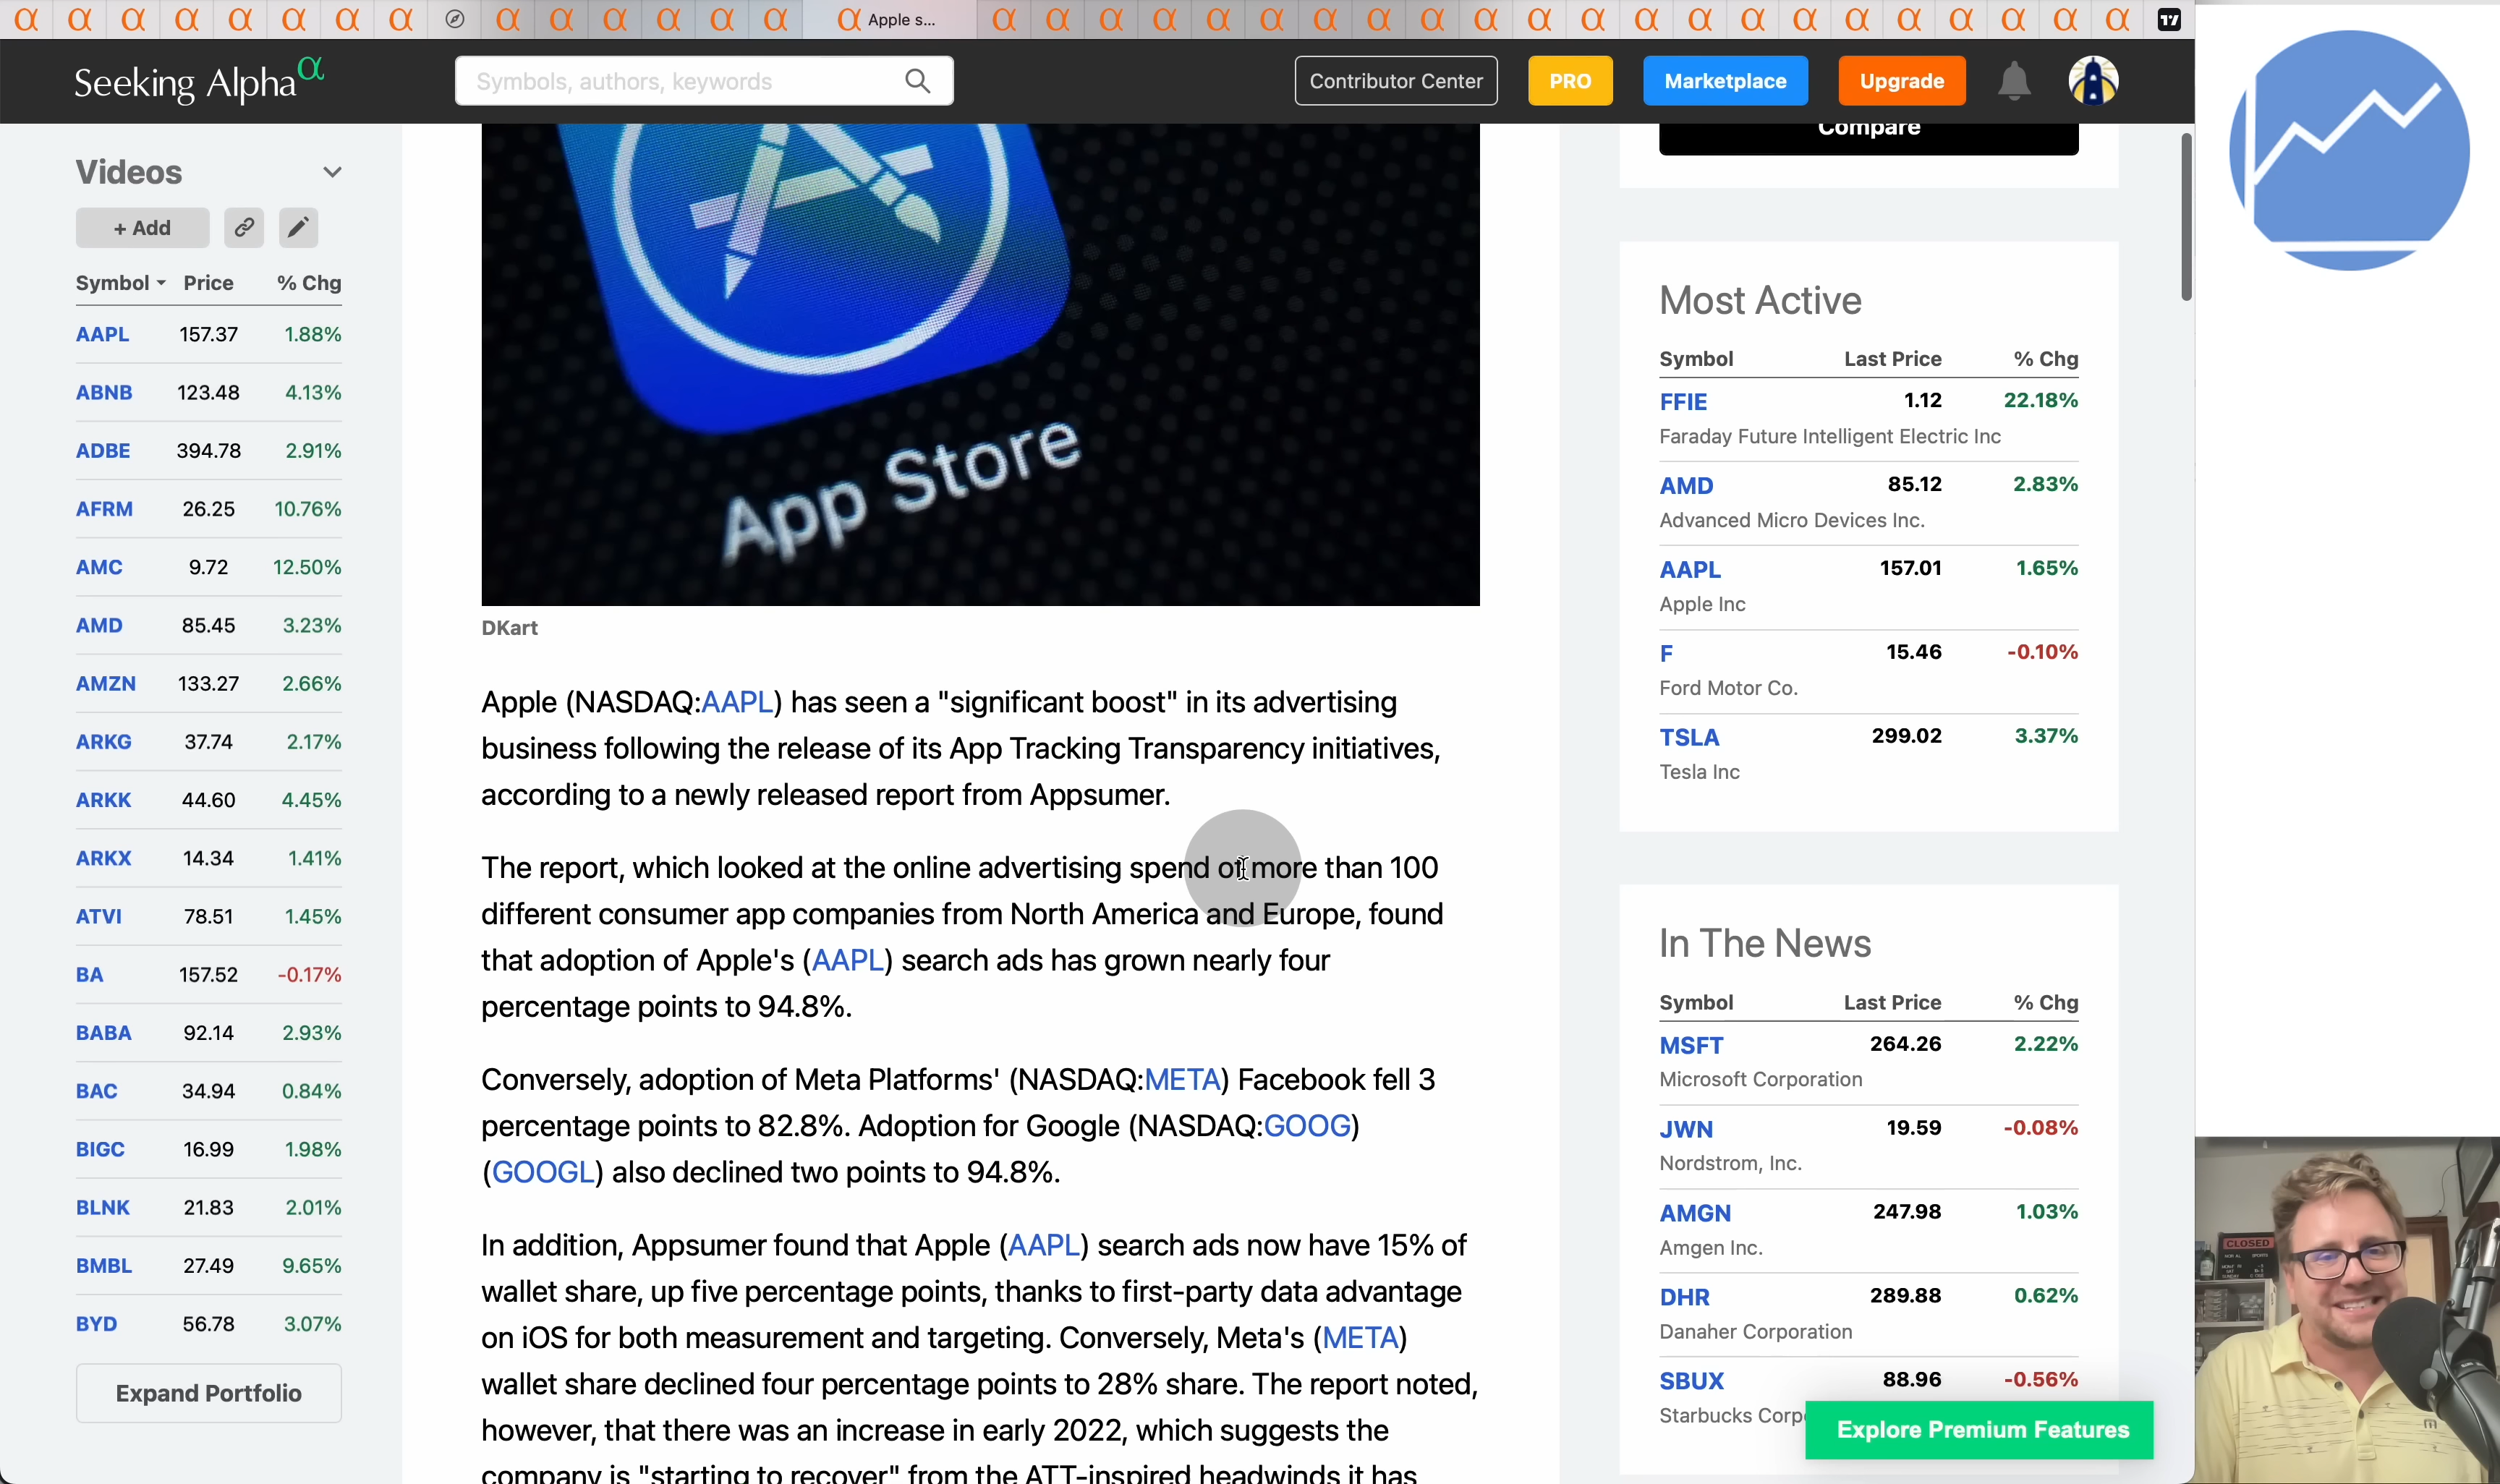 Apple s...
Seeking Alpha α
Symbols, authors, keywords
Contributor Center
PRO
Marketplace
Upgrade
Videos
+ Add
Symbol Price % Chg
AAPL 157.37 1.88%
ABNB 123.48 4.13%
ADBE 394.78 2.91%
AFRM 26.25 10.76%
AMC 9.72 12.50%
AMD 85.45 3.23%
AMZN 133.27 2.66%
ARKG 37.74 2.17%
ARKK 44.60 4.45%
ARKX 14.34 1.41%
ATVI 78.51 1.45%
BA 157.52 -0.17%
BABA 92.14 2.93%
BAC 34.94 0.84%
BIGC 16.99 1.98%
BLNK 21.83 2.01%
BMBL 27.49 9.65%
BYD 56.78 3.07%
Expand Portfolio
App Store
DKart
Apple (NASDAQ:AAPL) has seen a "significant boost" in its advertising
business following the release of its App Tracking Transparency initiatives,
according to a newly released report from Appsumer.
The report, which looked at the online advertising spend of more than 100
different consumer app companies from North America and Europe, found
that adoption of Apple's (AAPL) search ads has grown nearly four
percentage points to 94.8%.
Conversely, adoption of Meta Platforms' (NASDAQ:META) Facebook fell 3
percentage points to 82.8%. Adoption for Google (NASDAQ:GOOG)
(GOOGL) also declined two points to 94.8%.
In addition, Appsumer found that Apple (AAPL) search ads now have 15% of
wallet share, up five percentage points, thanks to first-party data advantage
on iOS for both measurement and targeting. Conversely, Meta's (META)
wallet share declined four percentage points to 28% share. The report noted,
however, that there was an increase in early 2022, which suggests the
company is "starting to recover" from the ATT-inspired headwinds it has
Compare
Most Active
Symbol Last Price % Chg
FFIE 1.12 22.18%
Faraday Future Intelligent Electric Inc
AMD 85.12 2.83%
Advanced Micro Devices Inc.
AAPL 157.01 1.65%
Apple Inc
F 15.46 -0.10%
Ford Motor Co.
TSLA 299.02 3.37%
Tesla Inc
In The News
Symbol Last Price % Chg
MSFT 264.26 2.22%
Microsoft Corporation
JWN 19.59 -0.08%
Nordstrom, Inc.
AMGN 247.98 1.03%
Amgen Inc.
DHR 289.88 0.62%
Danaher Corporation
SBUX 88.96 -0.56%
Starbucks Corp
Explore Premium Features
CLOSED